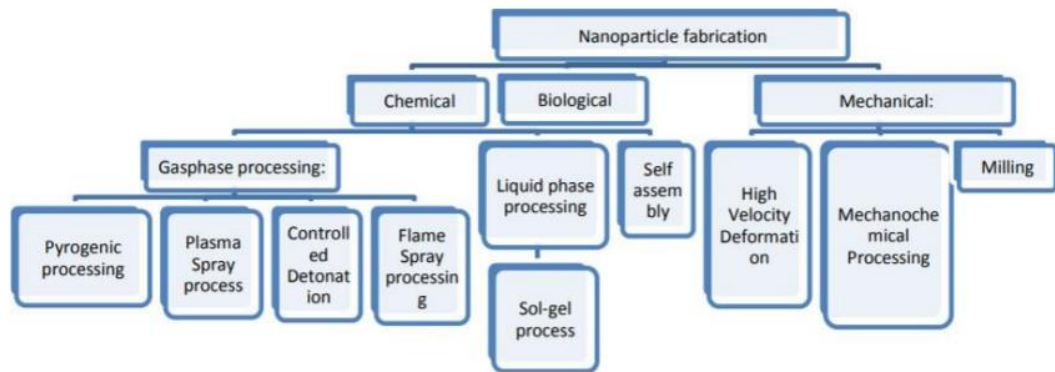 Nanoparticle fabrication
Chemical
Biological
Mechanical:
Gasphase processing:
Liquid phase
processing
Self
assem
bly
High
Velocity
Deformati
on
Mechanoche
mical
Processing
Milling
Pyrogenic
processing
Plasma
Spray
process
Controll
ed
Detonat
ion
Flame
Spray
processin
g
Sol-gel
process